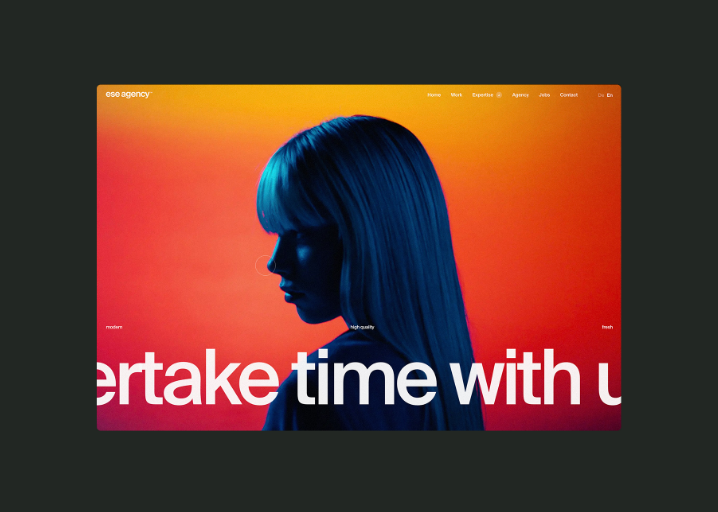 ese agency
Home Work Expertise Agency Jobs Contact De En
modern high quality fresh
ertake time with u